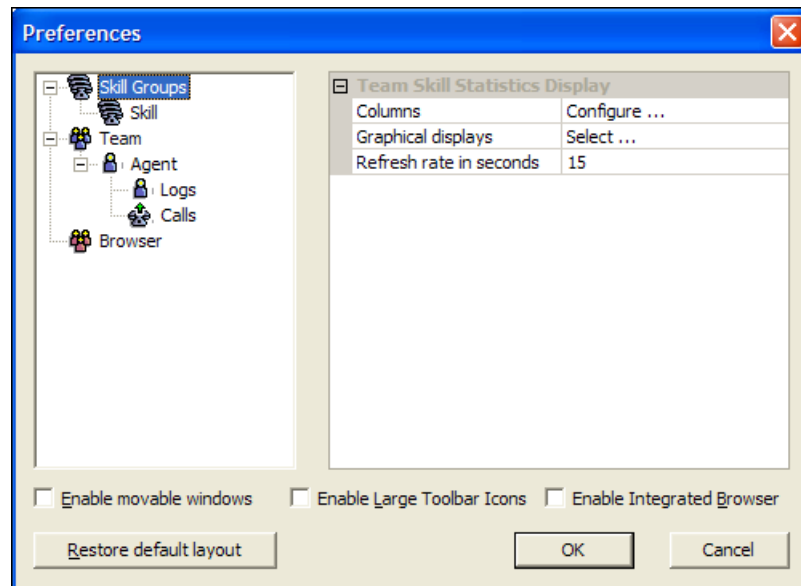 Preferences
Skill Groups
Skill
Team
Agent
Logs
Calls
Browser
Team Skill Statistics Display
Columns Configure ...
Graphical displays Select ...
Refresh rate in seconds 15
Enable movable windows Enable Large Toolbar Icons Enable Integrated Browser
Restore default layout OK Cancel